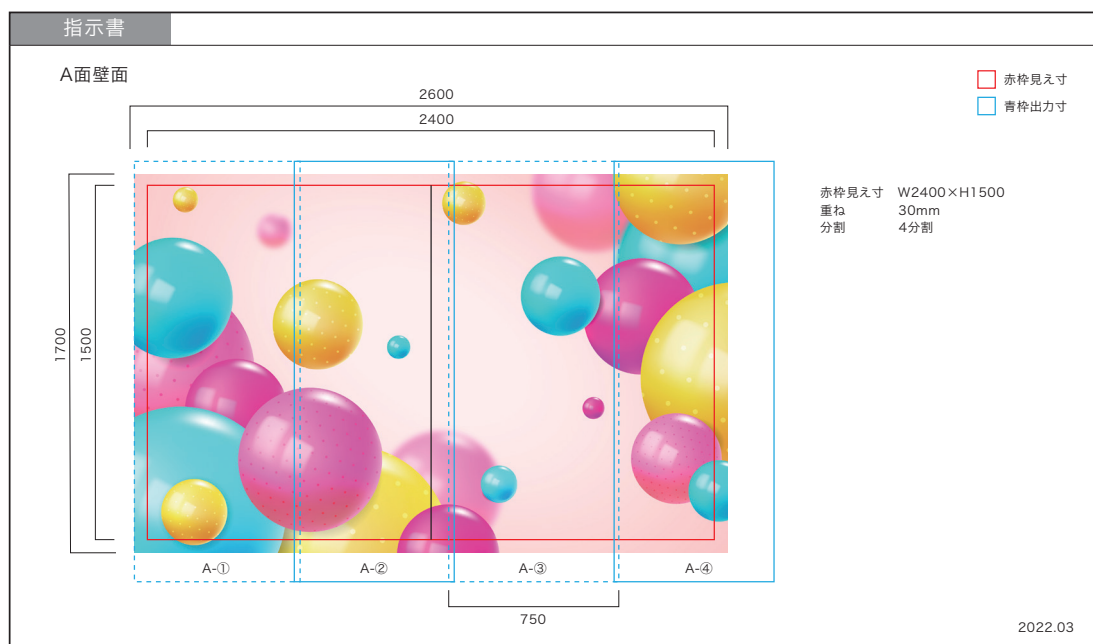 指示書
A面壁面
2600
2400
赤枠見え寸
青枠出力寸
赤枠見え寸 W2400×H1500
重ね 30mm
分割 4分割
1700
1500
A-①
A-②
A-③
A-④
750
2022.03